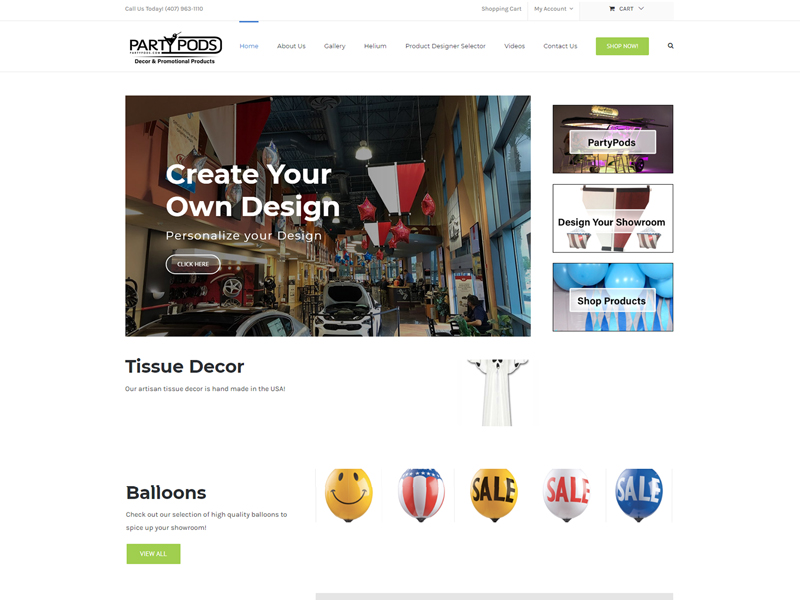 Call Us Today! (407) 963-1110
Shopping Cart
My Account
CART
PARTYPODS
PARTYPODS.COM
Decor & Promotional Products
Home
About Us
Gallery
Helium
Product Designer Selector
Videos
Contact Us
SHOP NOW!
Create Your
Own Design
Personalize your Design
CLICK HERE
PartyPods
Design Your Showroom
Shop Products
Tissue Decor
Our artisan tissue decor is hand made in the USA!
Balloons
Check out our selection of high quality balloons to
spice up your showroom!
VIEW ALL
SALE
SALE
SALE